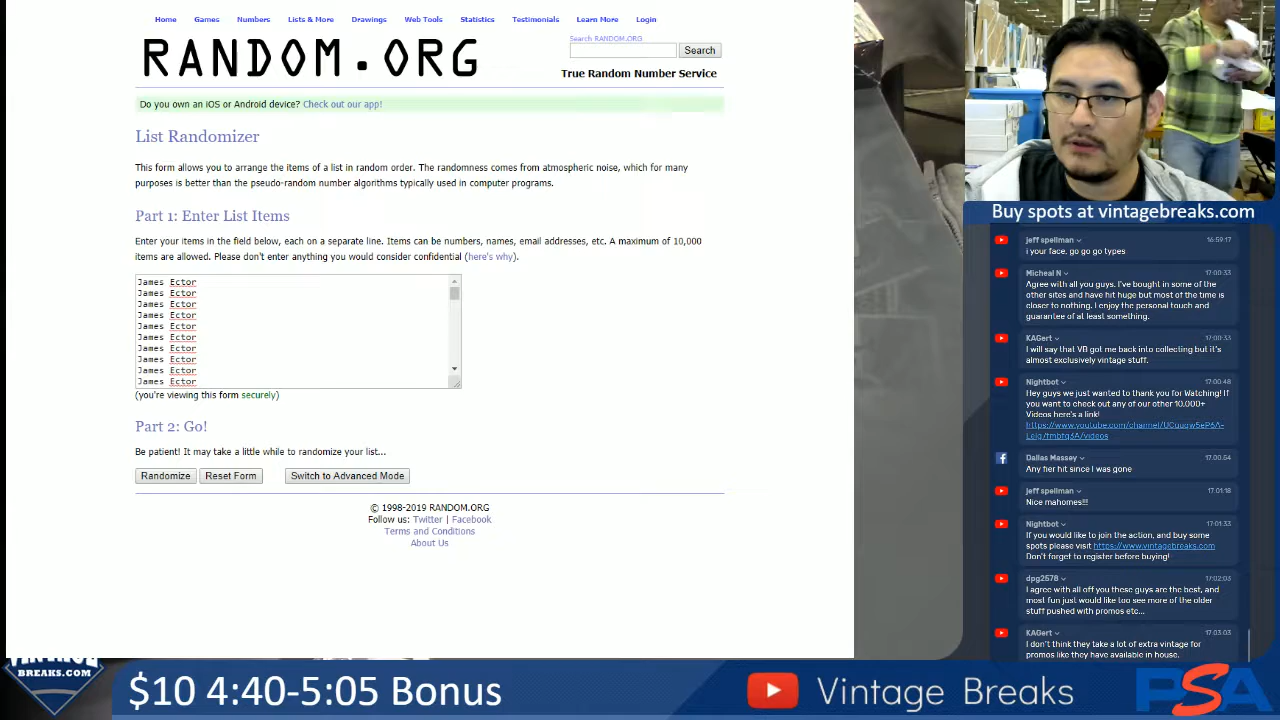 Home Games Numbers Lists & More Drawings Web Tools Statistics Testimonials Learn More Login
RANDOM.ORG
Search RANDOM.ORG
Search
True Random Number Service
Do you own an iOS or Android device? Check out our app!
List Randomizer
This form allows you to arrange the items of a list in random order. The randomness comes from atmospheric noise, which for many
purposes is better than the pseudo-random number algorithms typically used in computer programs.
Part 1: Enter List Items
Enter your items in the field below, each on a separate line. Items can be numbers, names, email addresses, etc. A maximum of 10,000
items are allowed. Please don't enter anything you would consider confidential (here's why).
James Ector
James Ector
James Ector
James Ector
James Ector
James Ector
James Ector
James Ector
James Ector
James Ector
(you're viewing this form securely)
Part 2: Go!
Be patient! It may take a little while to randomize your list...
Randomize Reset Form Switch to Advanced Mode
© 1998-2019 RANDOM.ORG
Follow us: Twitter | Facebook
Terms and Conditions
About Us
Buy spots at vintagebreaks.com
jeff spellman 16:59:17
i your face, go go go types
Micheal N 17:00:33
Agree with all you guys. I've bought in some of the
other sites and have hit huge but most of the time is
closer to nothing. I enjoy the personal touch and
guarantee of at least something.
KAGert 17:00:33
I will say that VB got me back into collecting but it's
almost exclusively vintage stuff.
Nightbot 17:00:48
Hey guys we just wanted to thank you for Watching! If
you want to check out any of our other 10,000+
Videos here's a link!
https://www.youtube.com/channel/
/videos
Dallas Massey 17:00:54
Any fier hit since I was gone
jeff spellman 17:01:18
Nice mahomes!!!
Nightbot 17:01:33
If you would like to join the action, and buy some
spots please visit https://www.vintagebreaks.com
Don't forget to register before buying!
dpg2578 17:02:03
I agree with all off you these guys are the best, and
most fun just would like too see more of the older
stuff pushed with promos etc...
KAGert 17:03:03
I don't think they take a lot of extra vintage for
promos like they have available in house.
VINTAGE
BREAKS.COM
$10 4:40-5:05 Bonus
Vintage Breaks
PSA